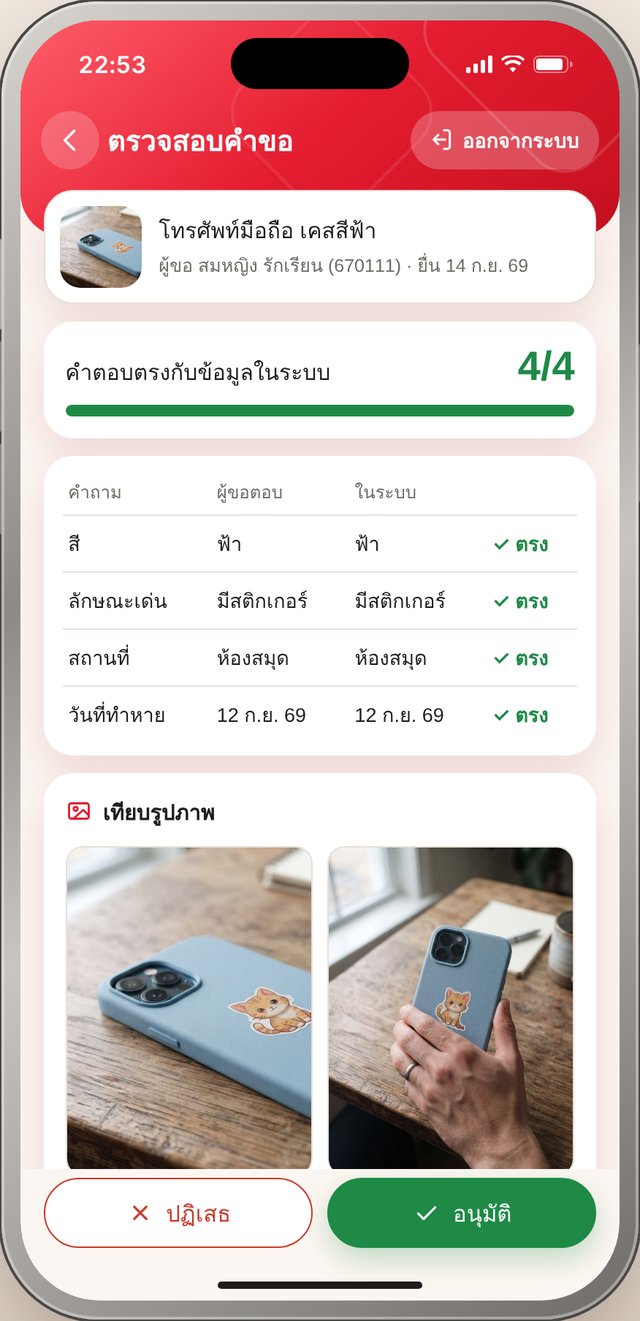 22:53
ตรวจสอบคำขอ
ออกจากระบบ
โทรศัพท์มือถือ เคสสีฟ้า
ผู้ขอ สมหญิง รักเรียน (670111) · ยื่น 14 ก.ย. 69
คำตอบตรงกับข้อมูลในระบบ 4/4
คำถาม ผู้ขอตอบ ในระบบ
สี ฟ้า ฟ้า ตรง
ลักษณะเด่น มีสติกเกอร์ มีสติกเกอร์ ตรง
สถานที่ ห้องสมุด ห้องสมุด ตรง
วันที่ทำหาย 12 ก.ย. 69 12 ก.ย. 69 ตรง
เทียบรูปภาพ
ปฏิเสธ อนุมัติ